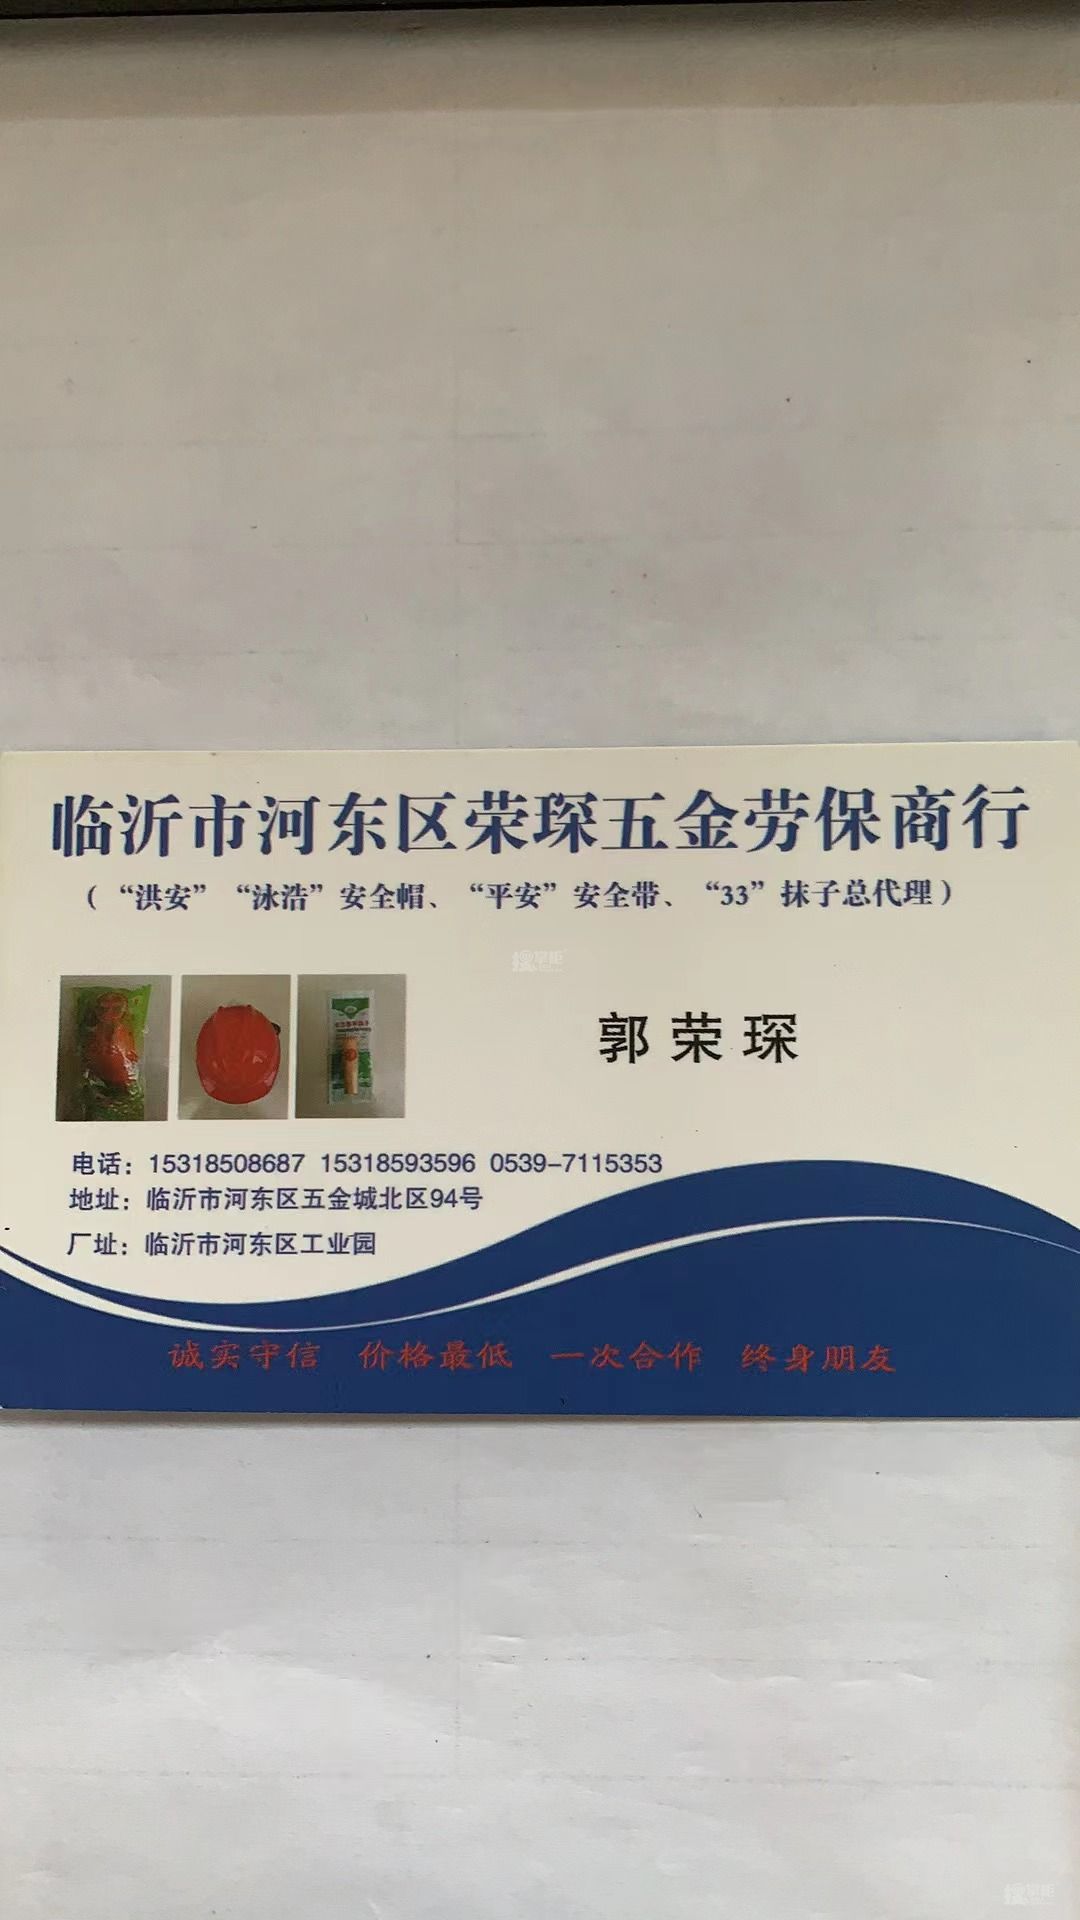 临沂市河东区荣琛五金劳保商行
（“洪安”“泳浩”安全帽、“平安”安全带、“33”抹子总代理）
郭荣琛
电话：15318508687 15318593596 0539-7115353
地址：临沂市河东区五金城北区94号
厂址：临沂市河东区工业园
诚实守信 价格最低 一次合作 终身朋友